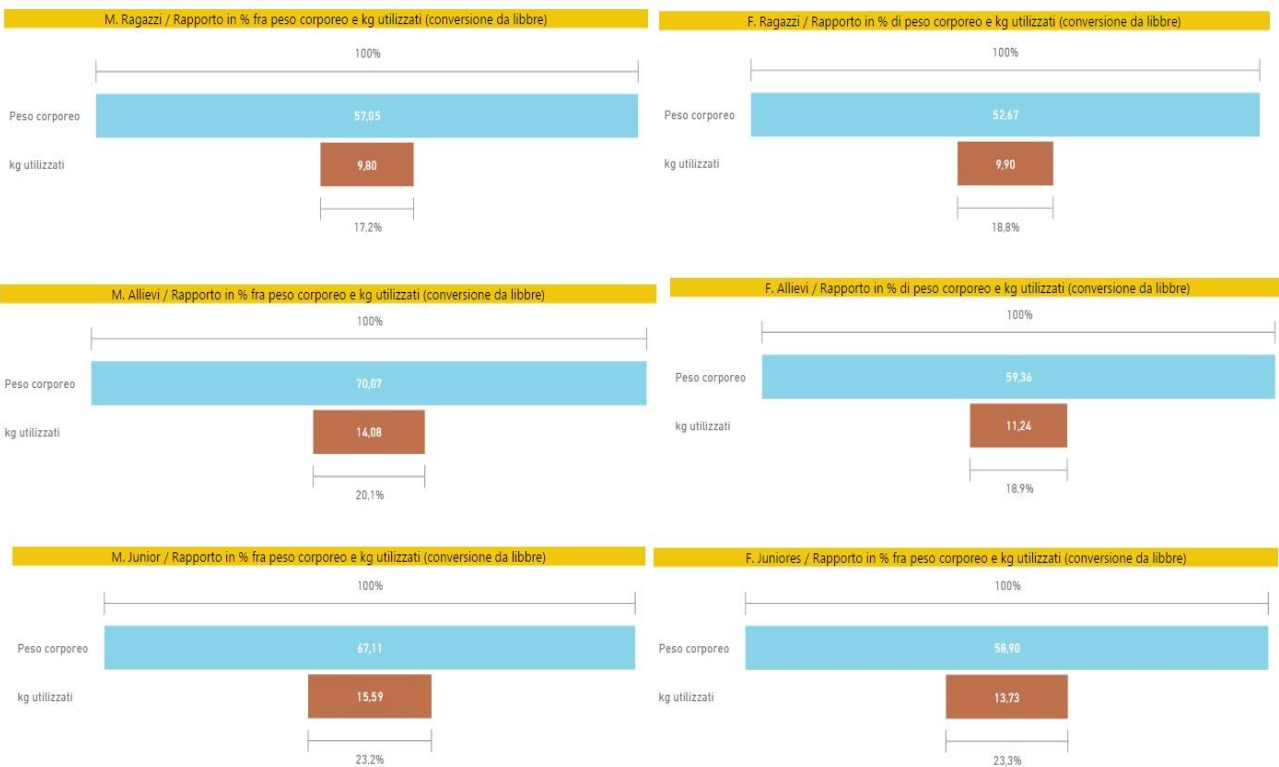 M. Ragazzi / Rapporto in % fra peso corporeo e kg utilizzati (conversione da libbre)
100%
Peso corporeo
57,05
kg utilizzati
9,80
17,2%
F. Ragazzi / Rapporto in % di peso corporeo e kg utilizzati (conversione da libbre)
100%
Peso corporeo
52,67
kg utilizzati
9,90
18,8%
M. Allievi / Rapporto in % fra peso corporeo e kg utilizzati (conversione da libbre)
100%
Peso corporeo
70,07
kg utilizzati
14,08
20,1%
F. Allievi / Rapporto in % di peso corporeo e kg utilizzati (conversione da libbre)
100%
Peso corporeo
59,36
kg utilizzati
11,24
18,9%
M. Junior / Rapporto in % fra peso corporeo e kg utilizzati (conversione da libbre)
100%
Peso corporeo
67,11
kg utilizzati
15,59
23,2%
F. Juniores / Rapporto in % fra peso corporeo e kg utilizzati (conversione da libbre)
100%
Peso corporeo
58,90
kg utilizzati
13,73
23,3%